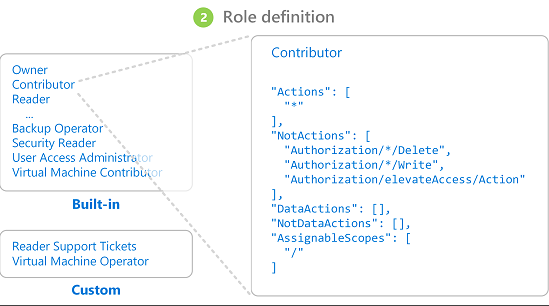 2 Role definition
Owner
Contributor
Reader
...
Backup Operator
Security Reader
User Access Administrator
Virtual Machine Contributor
Built-in
Reader Support Tickets
Virtual Machine Operator
Custom
Contributor
"Actions": [
"*"
],
"NotActions": [
"Authorization/*/Delete",
"Authorization/*/Write",
"Authorization/elevateAccess/Action"
],
"DataActions": [],
"NotDataActions": [],
"AssignableScopes": [
"/"
]